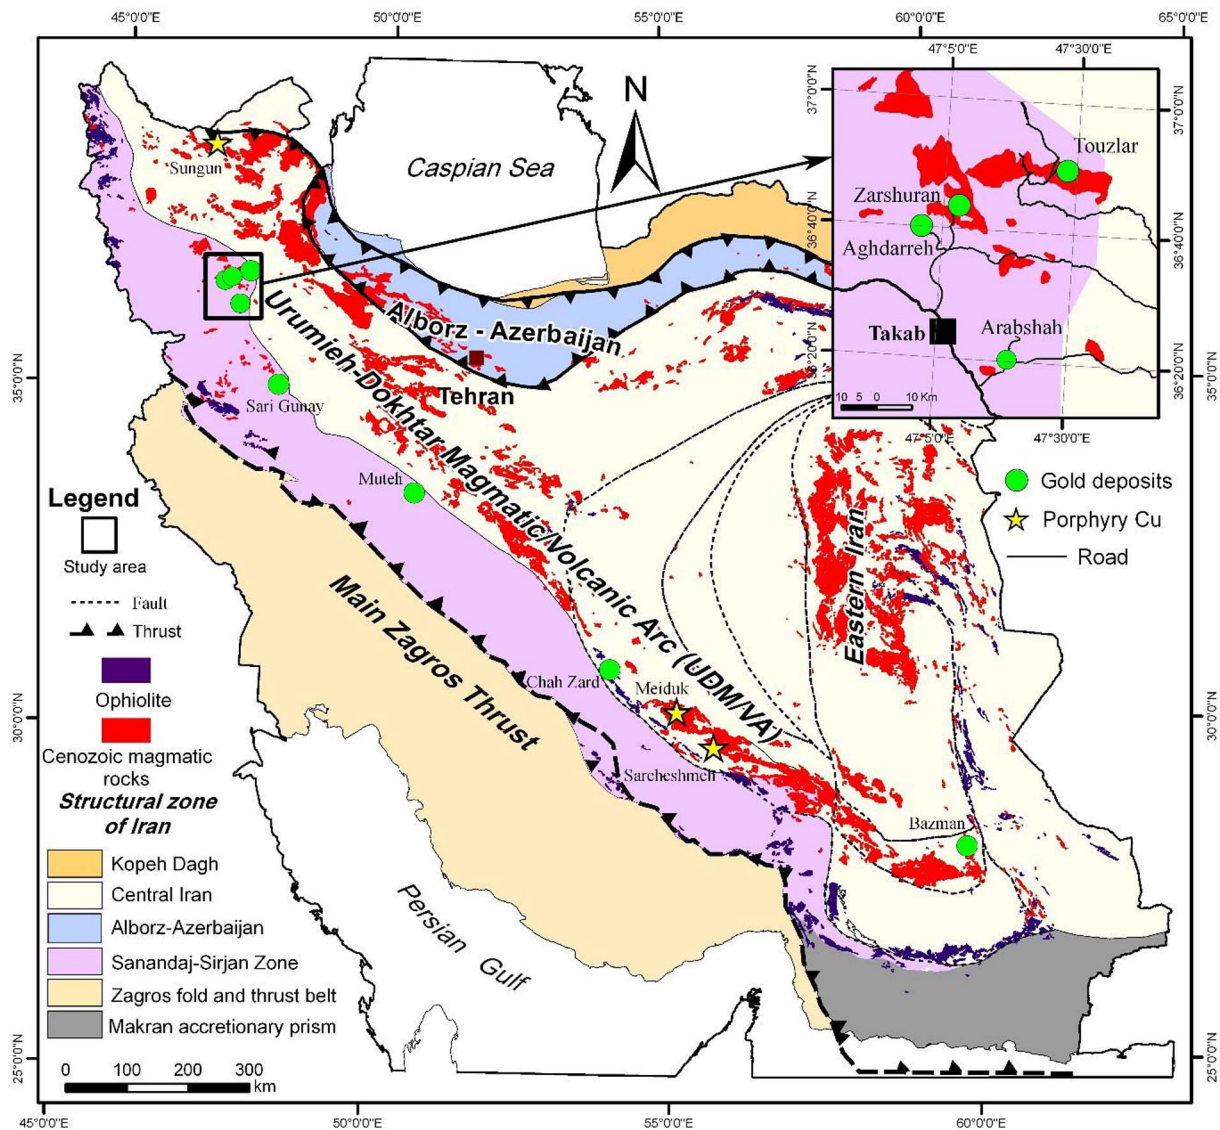 45°0'0"E
50°0'0"E
55°0'0"E
60°0'0"E
65°0'0"E
47°5'0"E
47°30'0"E
37°0'0"N
37°0'0"N
N
Caspian Sea
Sungun
Touzlar
Zarshuran
Aghdarreh
36°40'0"N
36°40'0"N
Takab
Arabshah
36°20'0"N
36°20'0"N
10 5 0 10 Km
47°5'0"E
47°30'0"E
Alborz - Azerbaijan
Tehran
Urumieh-Dokhtar Magmatic/Volcanic Arc (UDM/VA)
35°0'0"N
35°0'0"N
Sari Gunay
Muteh
Main Zagros Thrust
Eastern Iran
Gold deposits
Porphyry Cu
Road
Chah Zard
Meiduk
Sarcheshmeh
Bazman
30°0'0"N
30°0'0"N
Persian Gulf
Legend
Study area
Fault
Thrust
Ophiolite
Cenozoic magmatic
rocks
Structural zone
of Iran
Kopeh Dagh
Central Iran
Alborz-Azerbaijan
Sanandaj-Sirjan Zone
Zagros fold and thrust belt
Makran accretionary prism
0 100 200 300
km
25°0'0"N
25°0'0"N
45°0'0"E
50°0'0"E
55°0'0"E
60°0'0"E